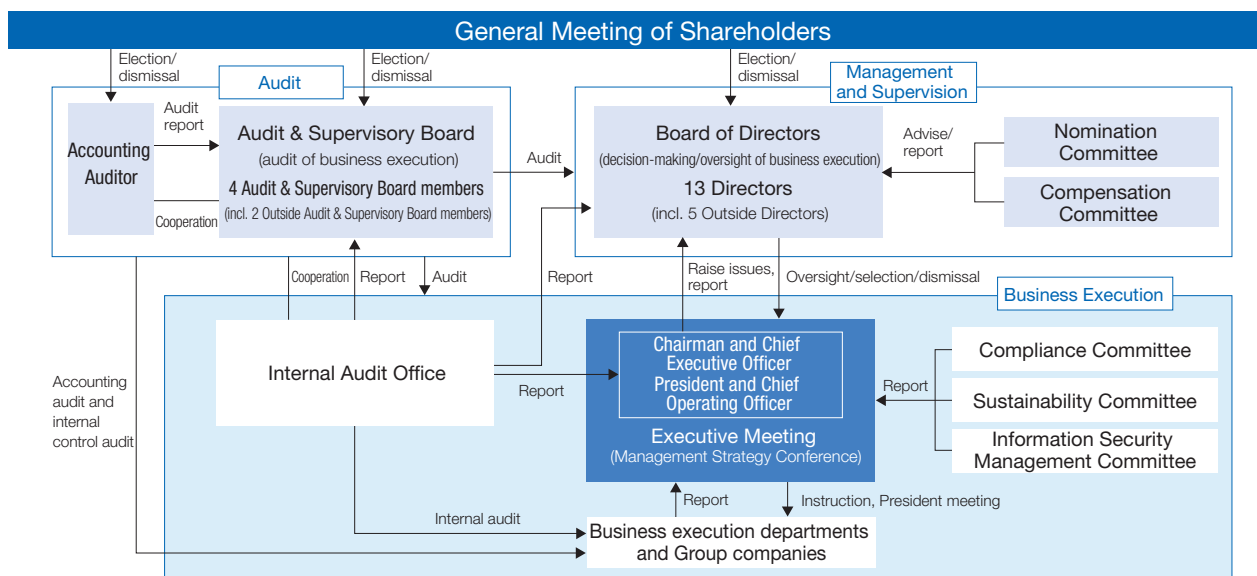 General Meeting of Shareholders
Election/
dismissal
Election/
dismissal
Election/
dismissal
Audit
Management
and Supervision
Accounting
Auditor
Audit
report
Cooperation
Audit & Supervisory Board
(audit of business execution)
4 Audit & Supervisory Board members
(incl. 2 Outside Audit & Supervisory Board members)
Audit
Board of Directors
(decision-making/oversight of business execution)
13 Directors
(incl. 5 Outside Directors)
Advise/
report
Nomination
Committee
Compensation
Committee
Cooperation
Report
Audit
Report
Raise issues,
report
Oversight/selection/dismissal
Business Execution
Internal Audit Office
Report
Chairman and Chief
Executive Officer
President and Chief
Operating Officer
Executive Meeting
(Management Strategy Conference)
Report
Compliance Committee
Sustainability Committee
Information Security
Management Committee
Accounting
audit and
internal
control audit
Internal audit
Report
Instruction, President meeting
Business execution departments
and Group companies